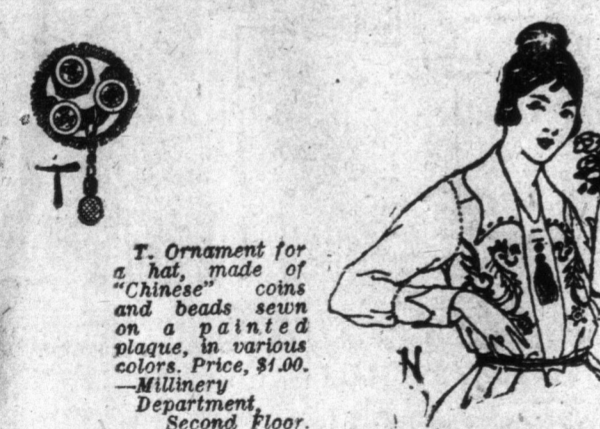 T
T. Ornament for
a hat, made of
"Chinese" coins
and beads sewn
on a painted
plaque, in various
colors. Price, $1.00.
—Millinery
Department,
Second Floor.
N